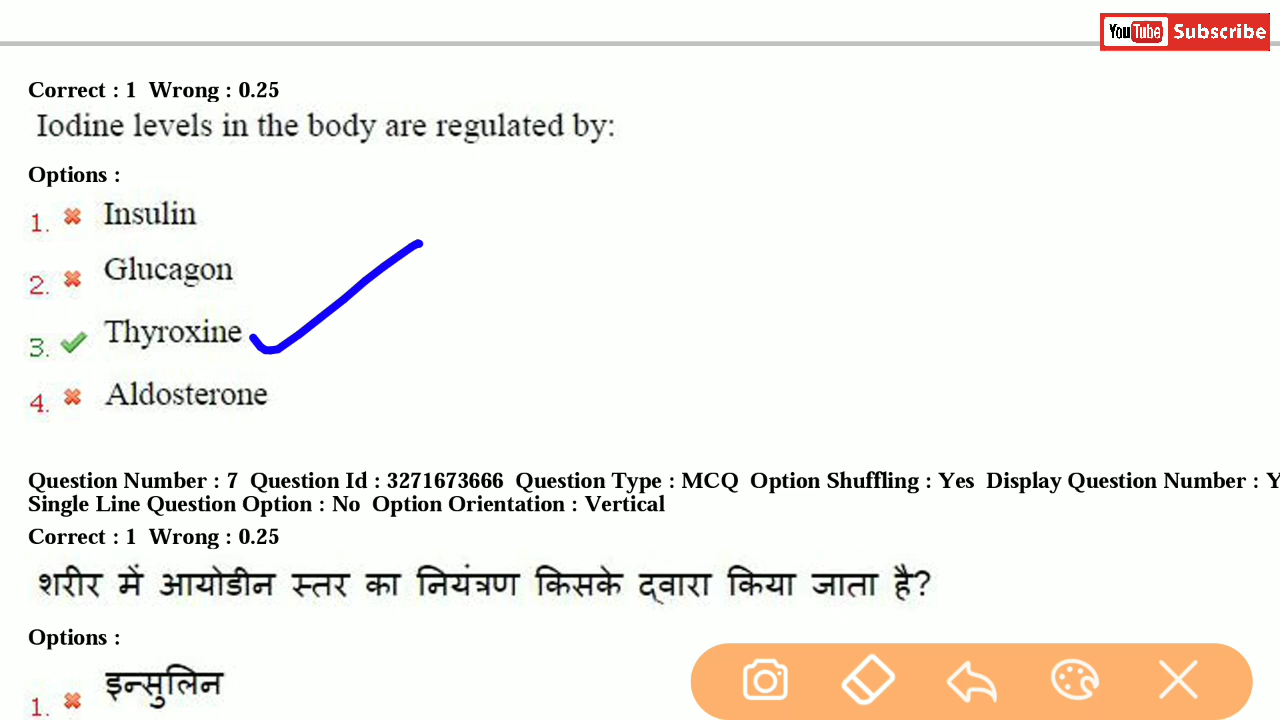 YouTube Subscribe
Correct : 1 Wrong : 0.25
Iodine levels in the body are regulated by:
Options :
1. Insulin
2. Glucagon
3. Thyroxine
4. Aldosterone
Question Number : 7 Question Id : 3271673666 Question Type : MCQ Option Shuffling : Yes Display Question Number : Y
Single Line Question Option : No Option Orientation : Vertical
Correct : 1 Wrong : 0.25
शरीर में आयोडीन स्तर का नियंत्रण किसके द्वारा किया जाता है?
Options :
1. इन्सुलिन